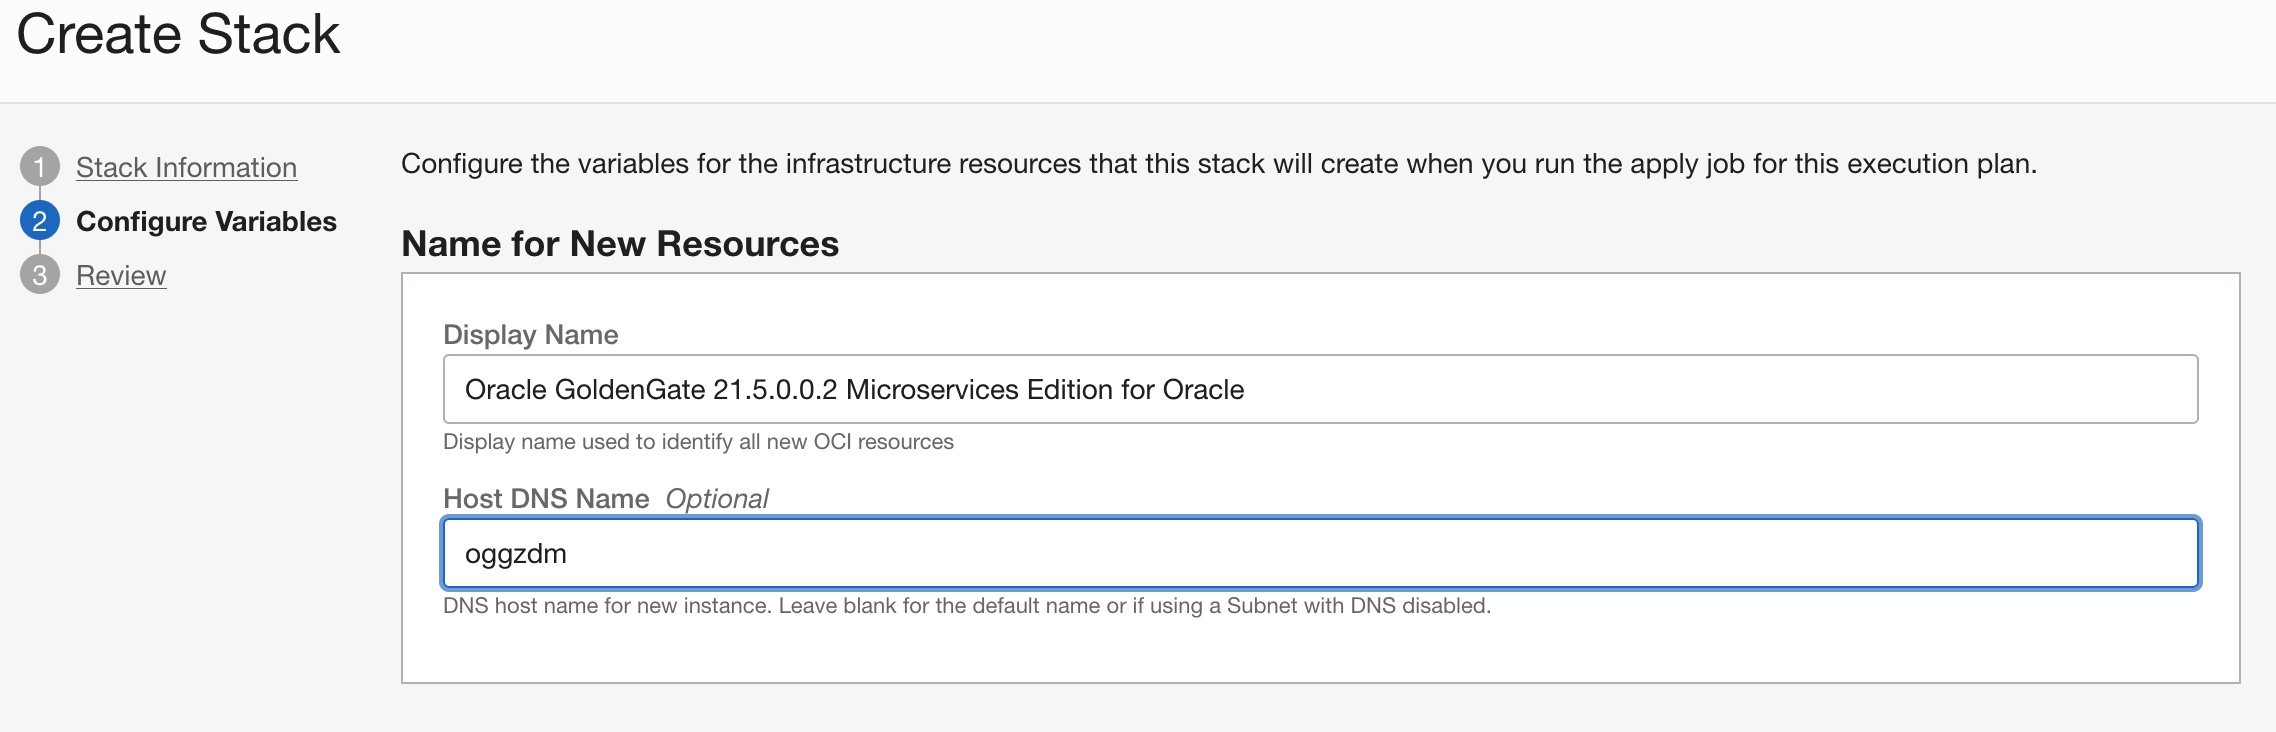 Create Stack
1 Stack Information
2 Configure Variables
3 Review
Configure the variables for the infrastructure resources that this stack will create when you run the apply job for this execution plan.
Name for New Resources
Display Name
Oracle GoldenGate 21.5.0.0.2 Microservices Edition for Oracle
Display name used to identify all new OCI resources
Host DNS Name Optional
oggzdm
DNS host name for new instance. Leave blank for the default name or if using a Subnet with DNS disabled.